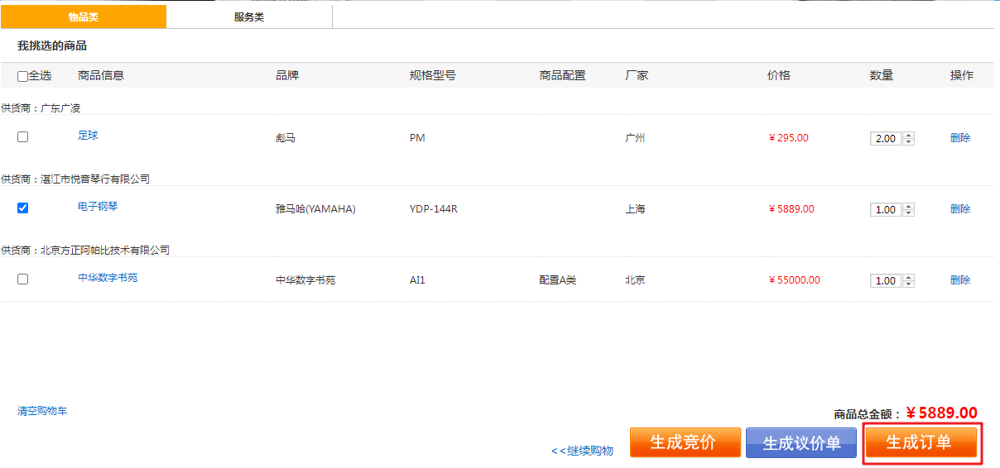 物品类 服务类
我挑选的商品
全选 商品信息 品牌 规格型号 商品配置 厂家 价格 数量 操作
供货商：广东广凌
足球 彪马 PM 广州 ¥295.00 2.00 删除
供货商：湛江市悦音琴行有限公司
电子钢琴 雅马哈(YAMAHA) YDP-144R 上海 ¥5889.00 1.00 删除
供货商：北京方正阿帕比技术有限公司
中华数字书苑 中华数字书苑 AI1 配置A类 北京 ¥55000.00 1.00 删除
清空购物车 商品总金额：¥5889.00
<<继续购物 生成竞价 生成议价单 生成订单